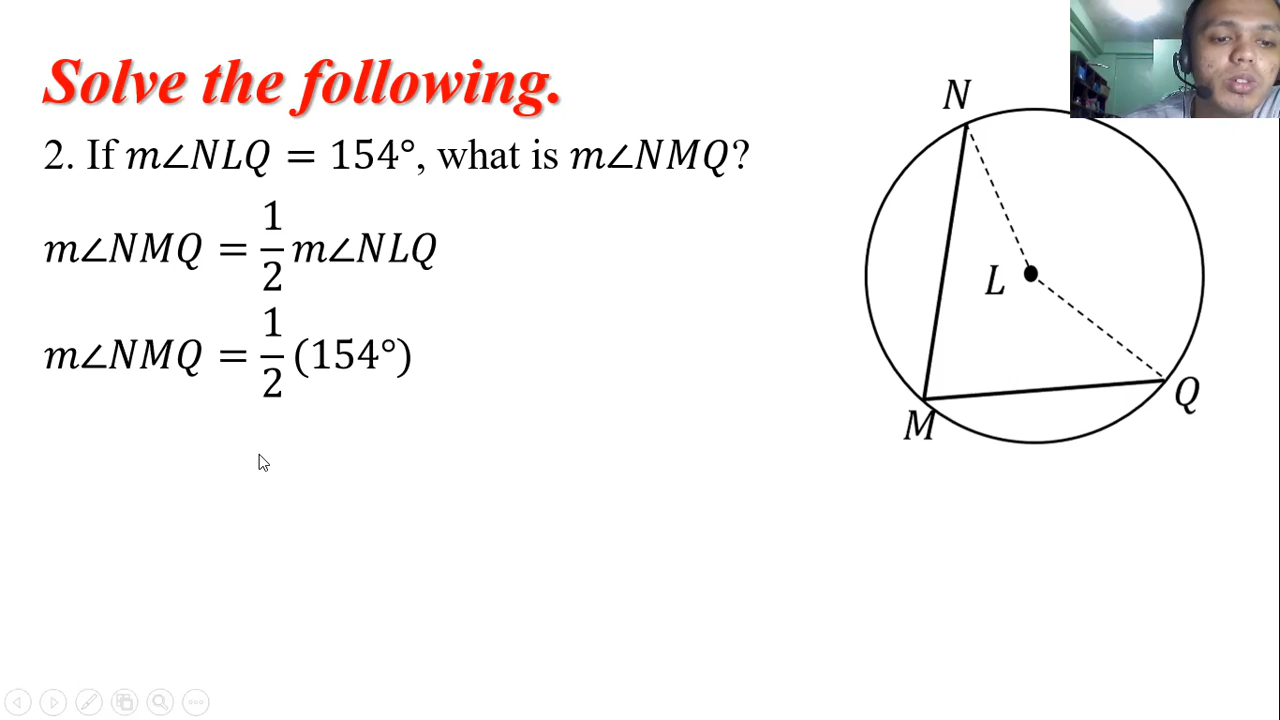 Solve the following.
2. If 𝑚∠𝑁𝐿𝑄 = 154°, what is 𝑚∠𝑁𝑀𝑄?
𝑚∠𝑁𝑀𝑄 = 1/2 𝑚∠𝑁𝐿𝑄
𝑚∠𝑁𝑀𝑄 = 1/2 (154°)
N
L
M
Q